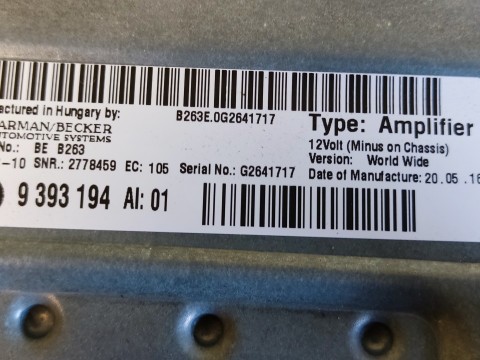 actured in Hungary by:
ARMAN/BECKER
UTOMOTIVE SYSTEMS
No.: BE B263
-10 SNR.: 2778459 EC: 105 Serial No.: G2641717
9 393 194 AI: 01
B263E.0G2641717
Type: Amplifier
12Volt (Minus on Chassis)
Version: World Wide
Date of Manufacture: 20.05.16